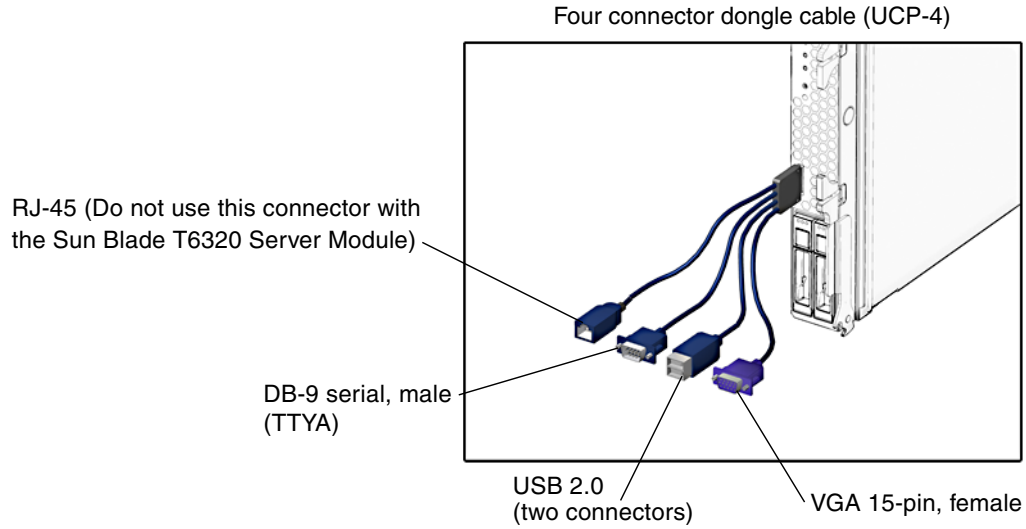 Four connector dongle cable (UCP-4)
RJ-45 (Do not use this connector with
the Sun Blade T6320 Server Module)
DB-9 serial, male
(TTYA)
USB 2.0
(two connectors)
VGA 15-pin, female